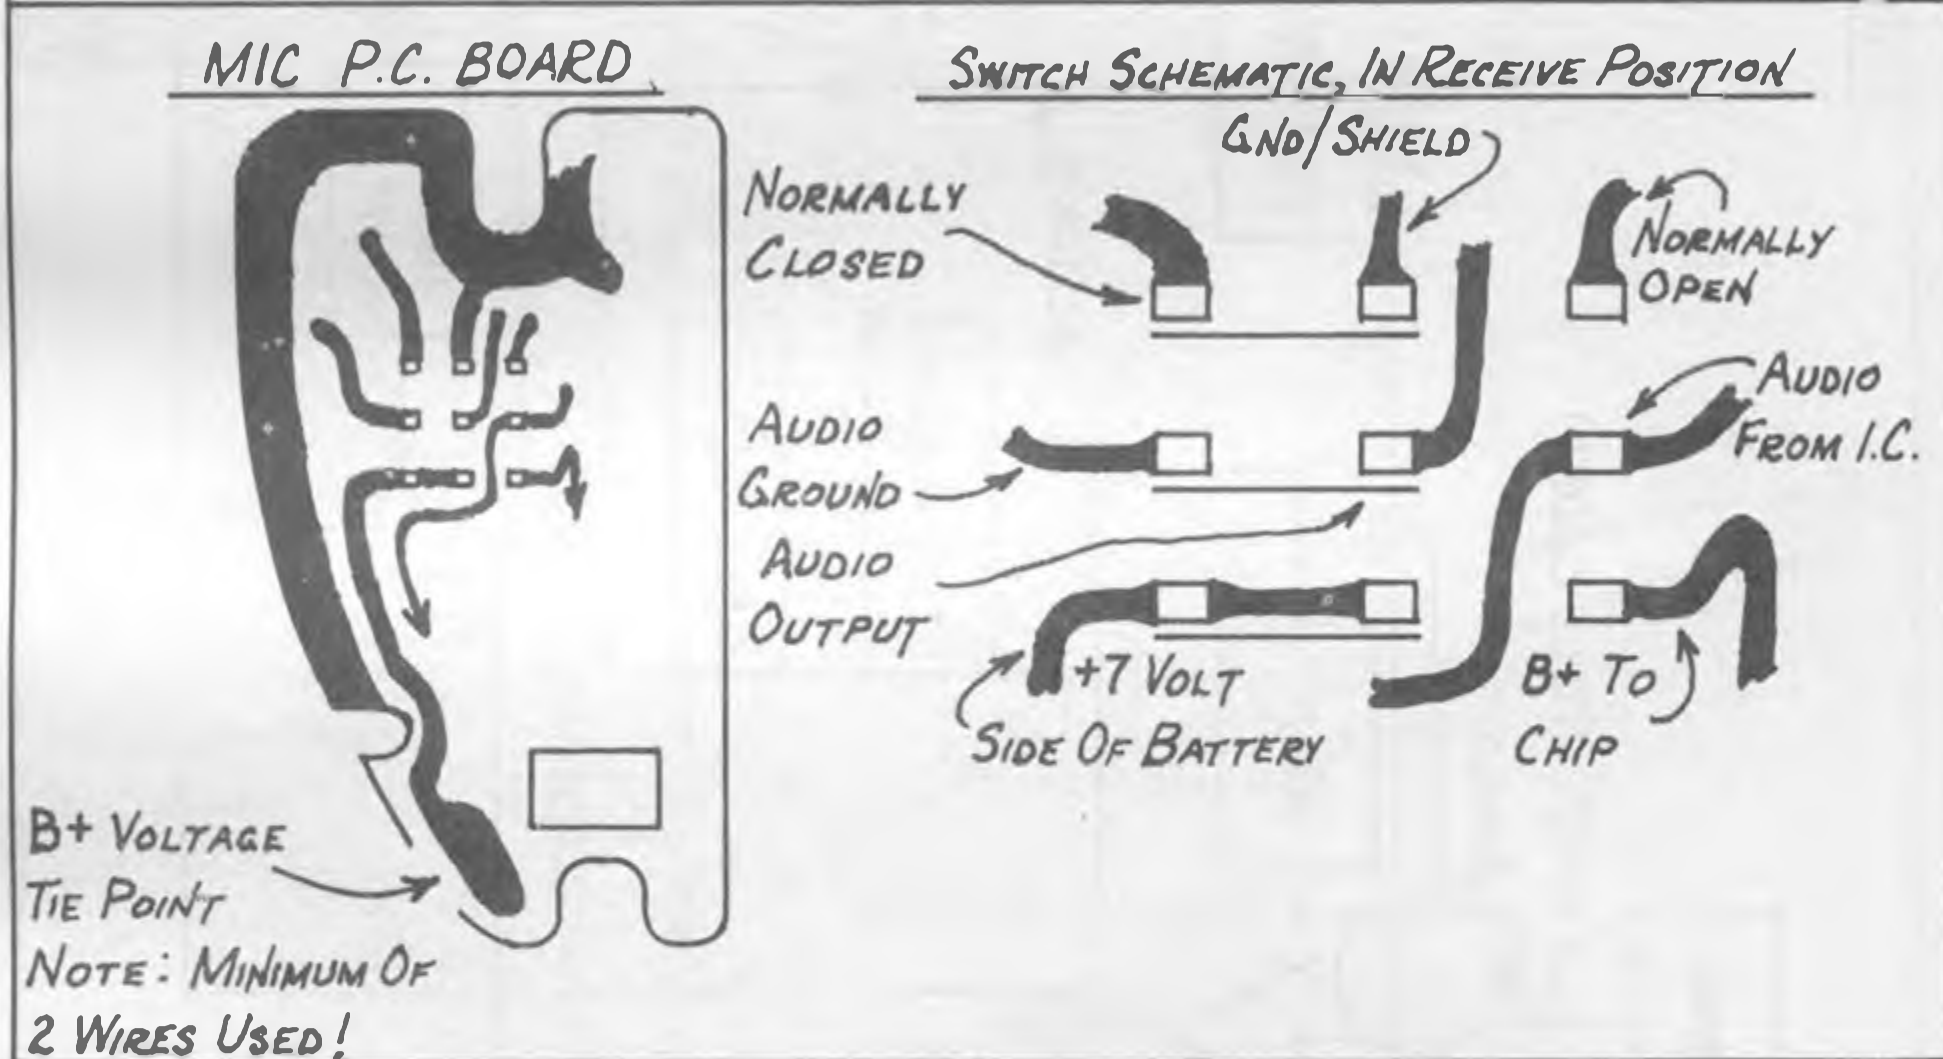 MIC P.C. BOARD
SWITCH SCHEMATIC, IN RECEIVE POSITION
GND/SHIELD
NORMALLY
CLOSED
NORMALLY
OPEN
AUDIO
GROUND
AUDIO
FROM I.C.
AUDIO
OUTPUT
+7 VOLT
SIDE OF BATTERY
B+ TO
CHIP
B+ VOLTAGE
TIE POINT
NOTE: MINIMUM OF
2 WIRES USED!